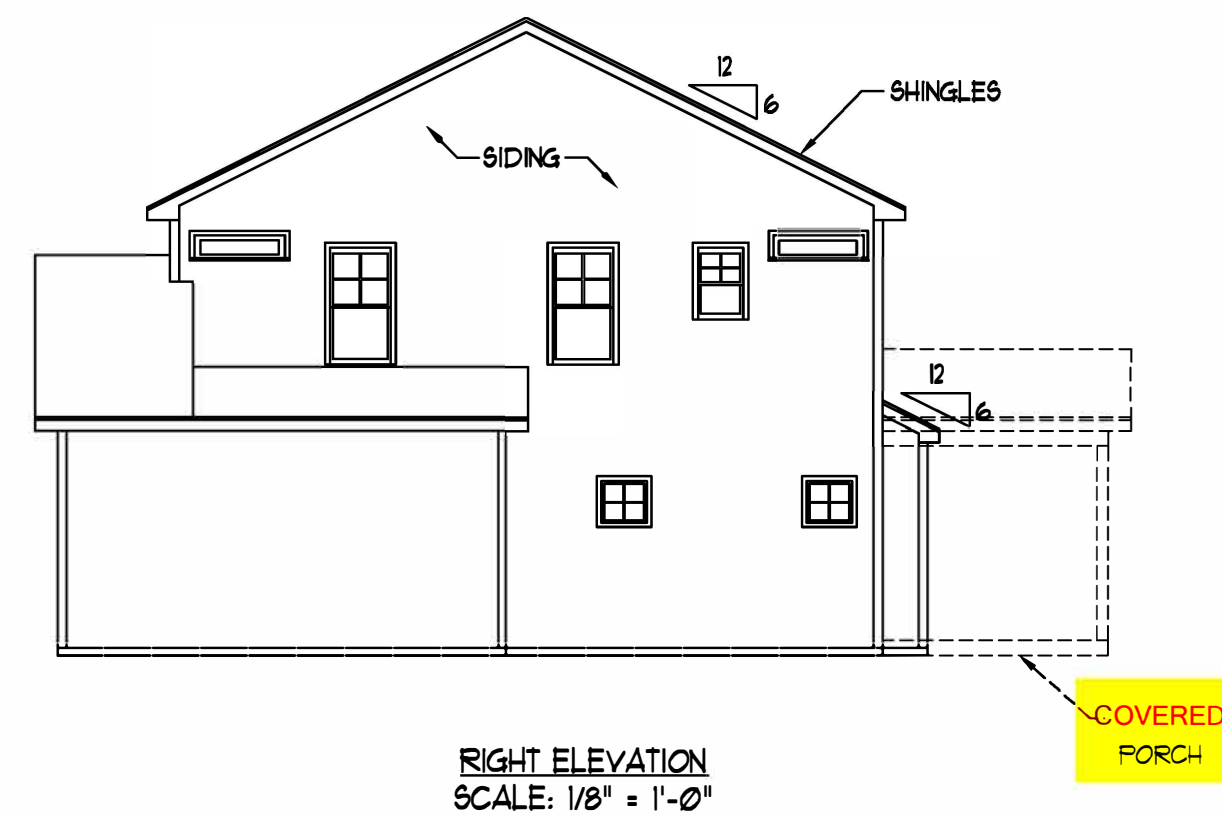 12
6
SHINGLES
SIDING
12
6
COVERED
PORCH
RIGHT ELEVATION
SCALE: 1/8" = 1'-0"